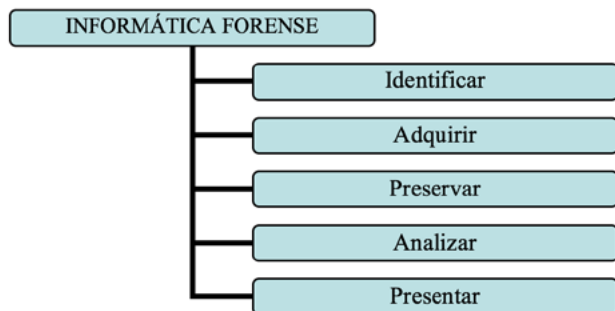 INFORMÁTICA FORENSE
Identificar
Adquirir
Preservar
Analizar
Presentar